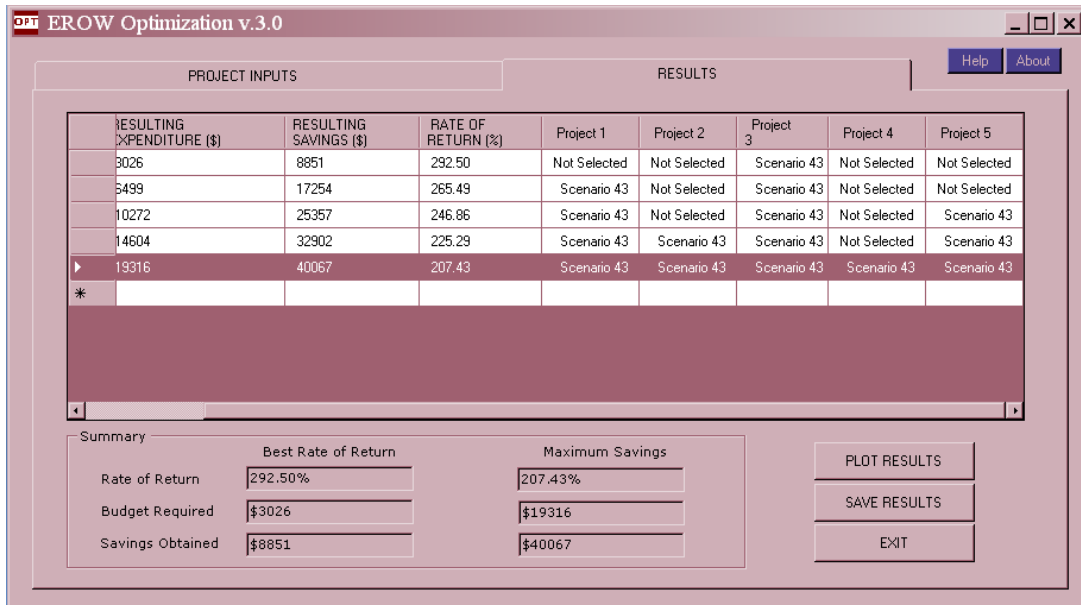 OPT EROW Optimization v.3.0
Help About
PROJECT INPUTS RESULTS
RESULTING EXPENDITURE ($) RESULTING SAVINGS ($) RATE OF RETURN (%) Project 1 Project 2 Project 3 Project 4 Project 5
3026 8851 292.50 Not Selected Not Selected Scenario 43 Not Selected Not Selected
6499 17254 265.49 Scenario 43 Not Selected Scenario 43 Not Selected Not Selected
10272 25357 246.86 Scenario 43 Not Selected Scenario 43 Not Selected Scenario 43
14604 32902 225.29 Scenario 43 Scenario 43 Scenario 43 Not Selected Scenario 43
19316 40067 207.43 Scenario 43 Scenario 43 Scenario 43 Scenario 43 Scenario 43
Summary
Best Rate of Return Maximum Savings
Rate of Return 292.50% 207.43%
Budget Required $3026 $19316
Savings Obtained $8851 $40067
PLOT RESULTS
SAVE RESULTS
EXIT